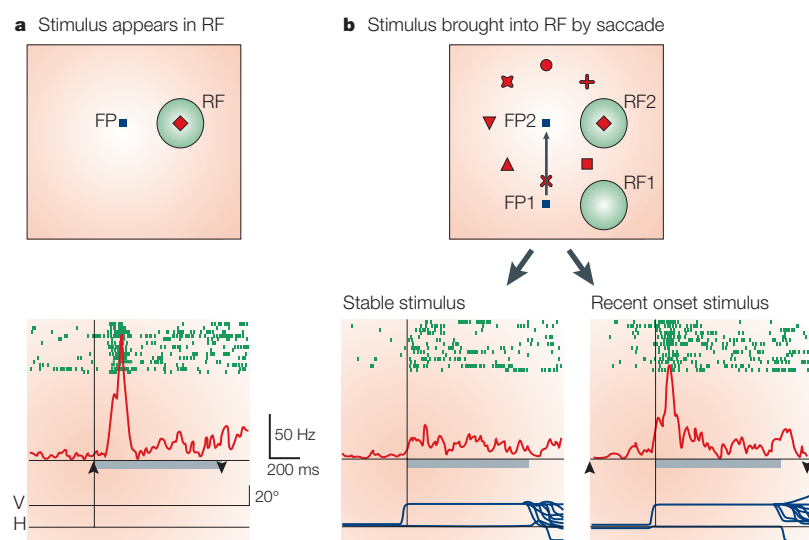 a Stimulus appears in RF
FP
RF
b Stimulus brought into RF by saccade
FP2
RF2
FP1
RF1
Stable stimulus
Recent onset stimulus
50 Hz
200 ms
20°
V
H